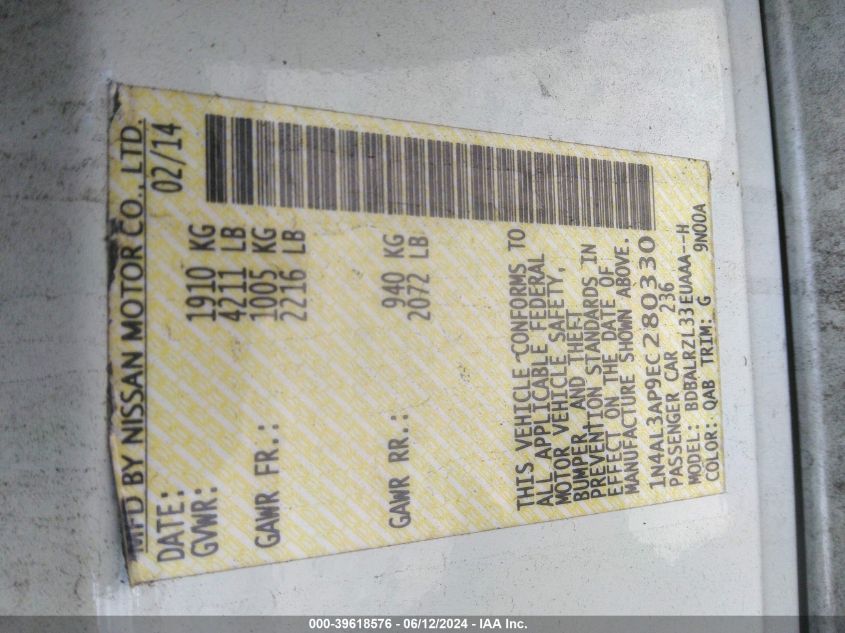 MFD BY NISSAN MOTOR CO., LTD.
DATE: 02/14
GVWR: 1910 KG
4211 LB
GAWR FR.: 1005 KG
2216 LB
GAWR RR.: 940 KG
2072 LB
THIS VEHICLE CONFORMS TO
ALL APPLICABLE FEDERAL
MOTOR VEHICLE SAFETY,
BUMPER, AND THEFT
PREVENTION STANDARDS IN
EFFECT ON THE DATE OF
MANUFACTURE SHOWN ABOVE.
1N4AL3AP9EC280330
PASSENGER CAR 236
MODEL: BDBALRZL33EUAAA--H
COLOR: QAB TRIM: G 9N00A
000-39618576 - 06/12/2024 - IAA Inc.